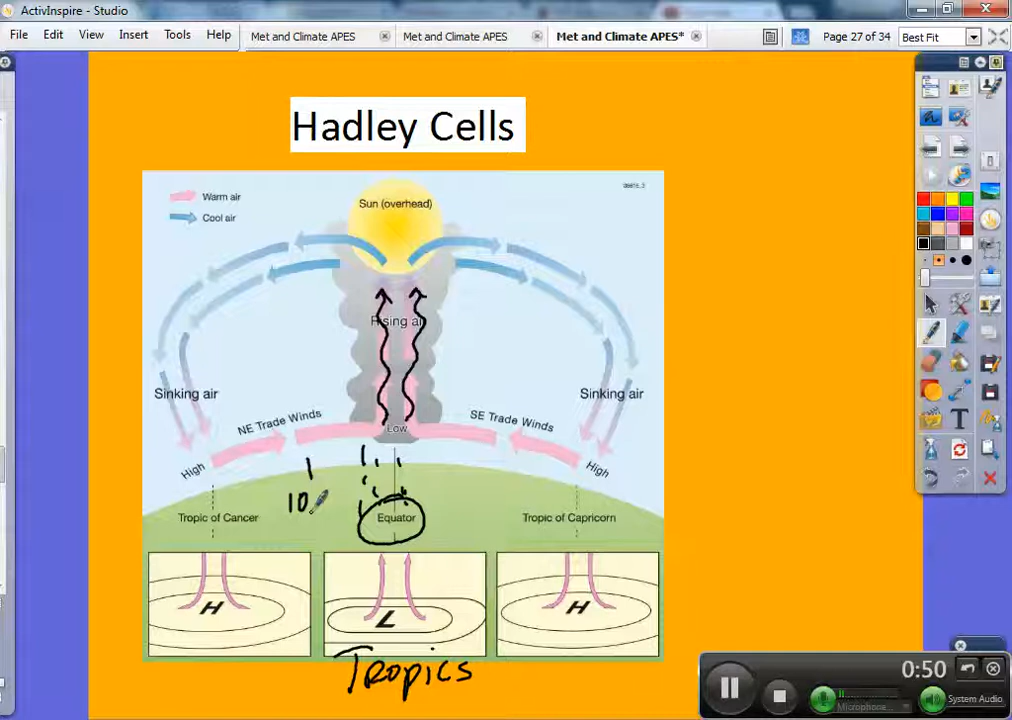 ActivInspire - Studio
File Edit View Insert Tools Help
Met and Climate APES
Met and Climate APES
Met and Climate APES*
Page 27 of 34
Best Fit
Hadley Cells
Warm air
Cool air
Sun (overhead)
Rising air
Sinking air
Sinking air
NE Trade Winds
SE Trade Winds
Low
High
High
10
Tropic of Cancer
Equator
Tropic of Capricorn
H
L
H
Tropics
0:50
Microphone...
System Audio